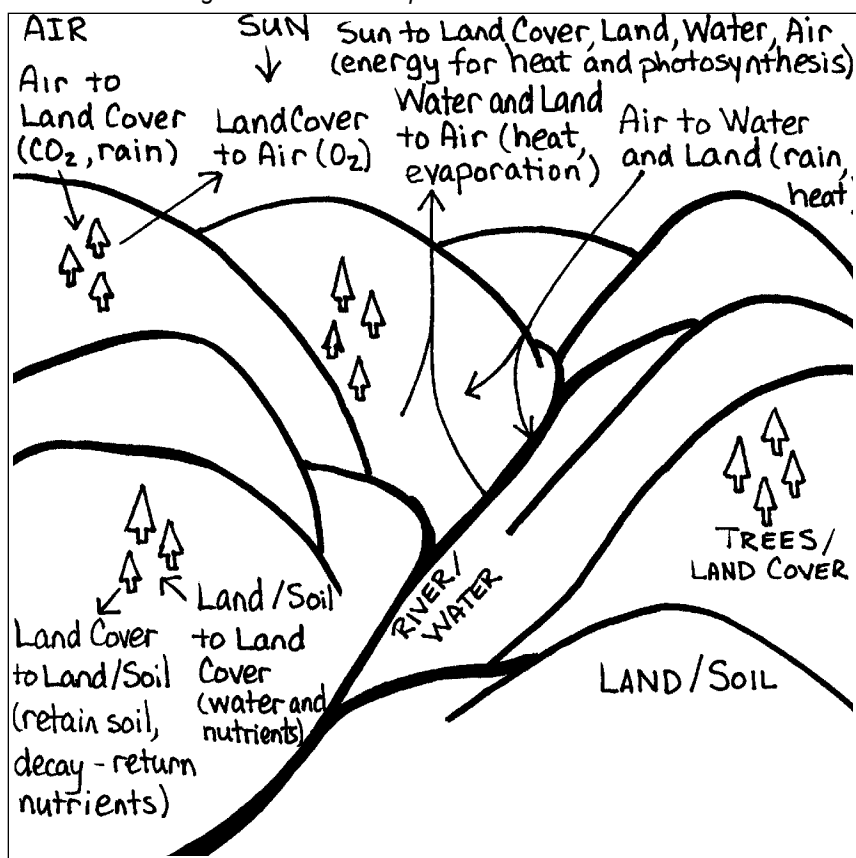 AIR
SUN
Sun to Land Cover, Land, Water, Air
(energy for heat and photosynthesis)
Air to
Land Cover
(CO₂, rain)
Land Cover
to Air (O₂)
Water and Land
to Air (heat,
evaporation)
Air to Water
and Land (rain,
heat)
TREES/
LAND COVER
RIVER/
WATER
LAND/SOIL
Land Cover
to Land/Soil
(retain soil,
decay - return
nutrients)
Land/Soil
to Land
Cover
(water and
nutrients)